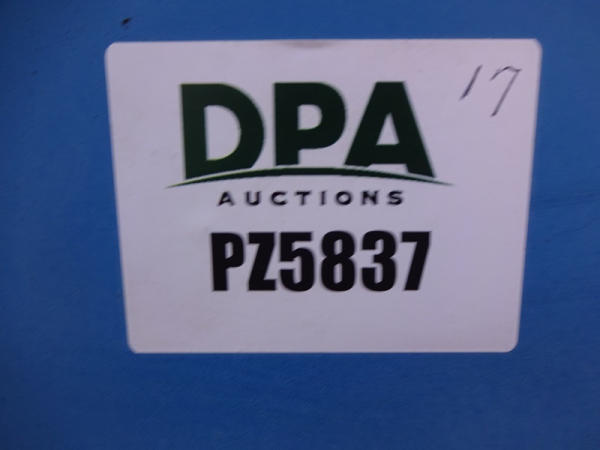 17
DPA
AUCTIONS
PZ5837